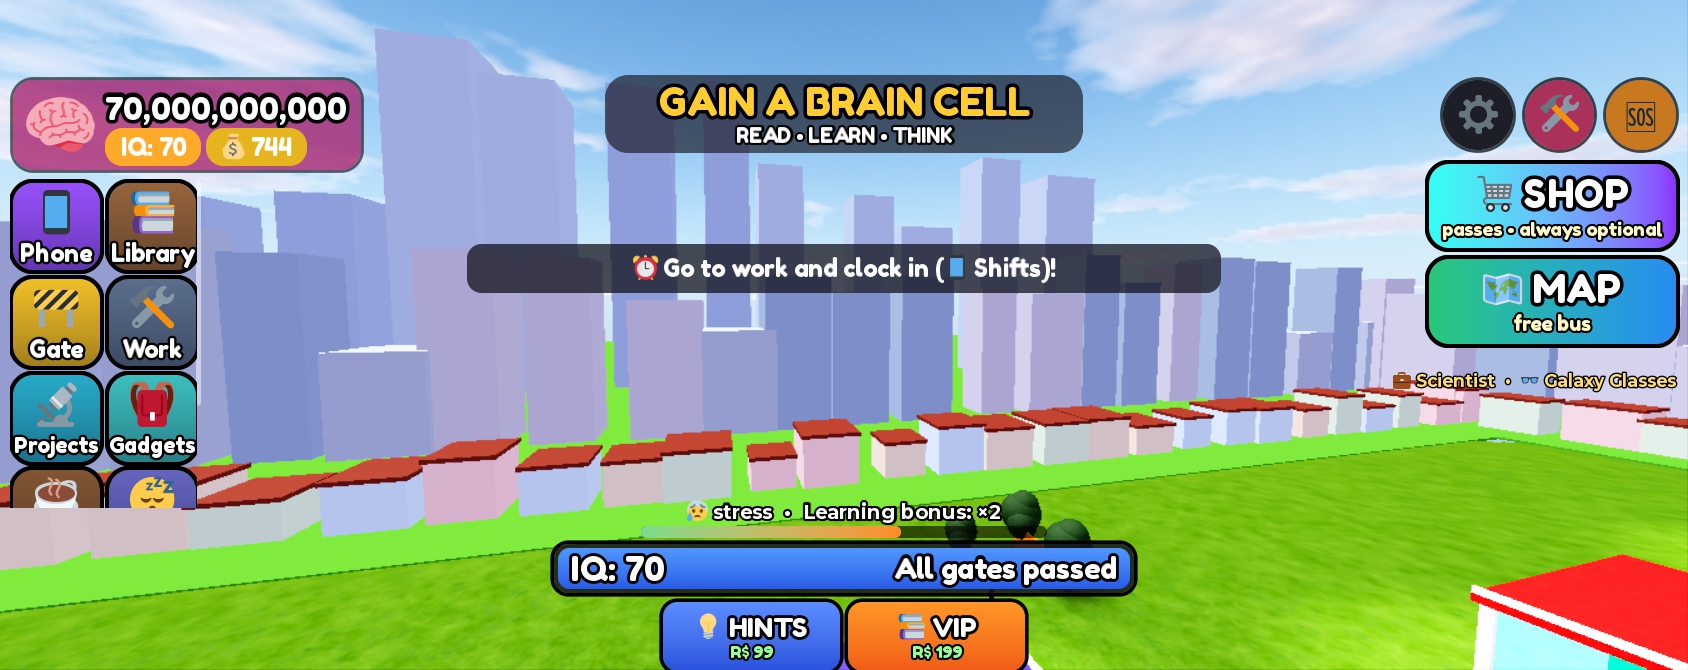 70,000,000,000
IQ: 70
744
Phone
Library
Gate
Work
Projects
Gadgets
GAIN A BRAIN CELL
READ • LEARN • THINK
Go to work and clock in ( Shifts)!
SOS
SHOP
passes • always optional
MAP
free bus
Scientist • Galaxy Glasses
stress • Learning bonus: ×2
IQ: 70
All gates passed
HINTS
R$ 99
VIP
R$ 199